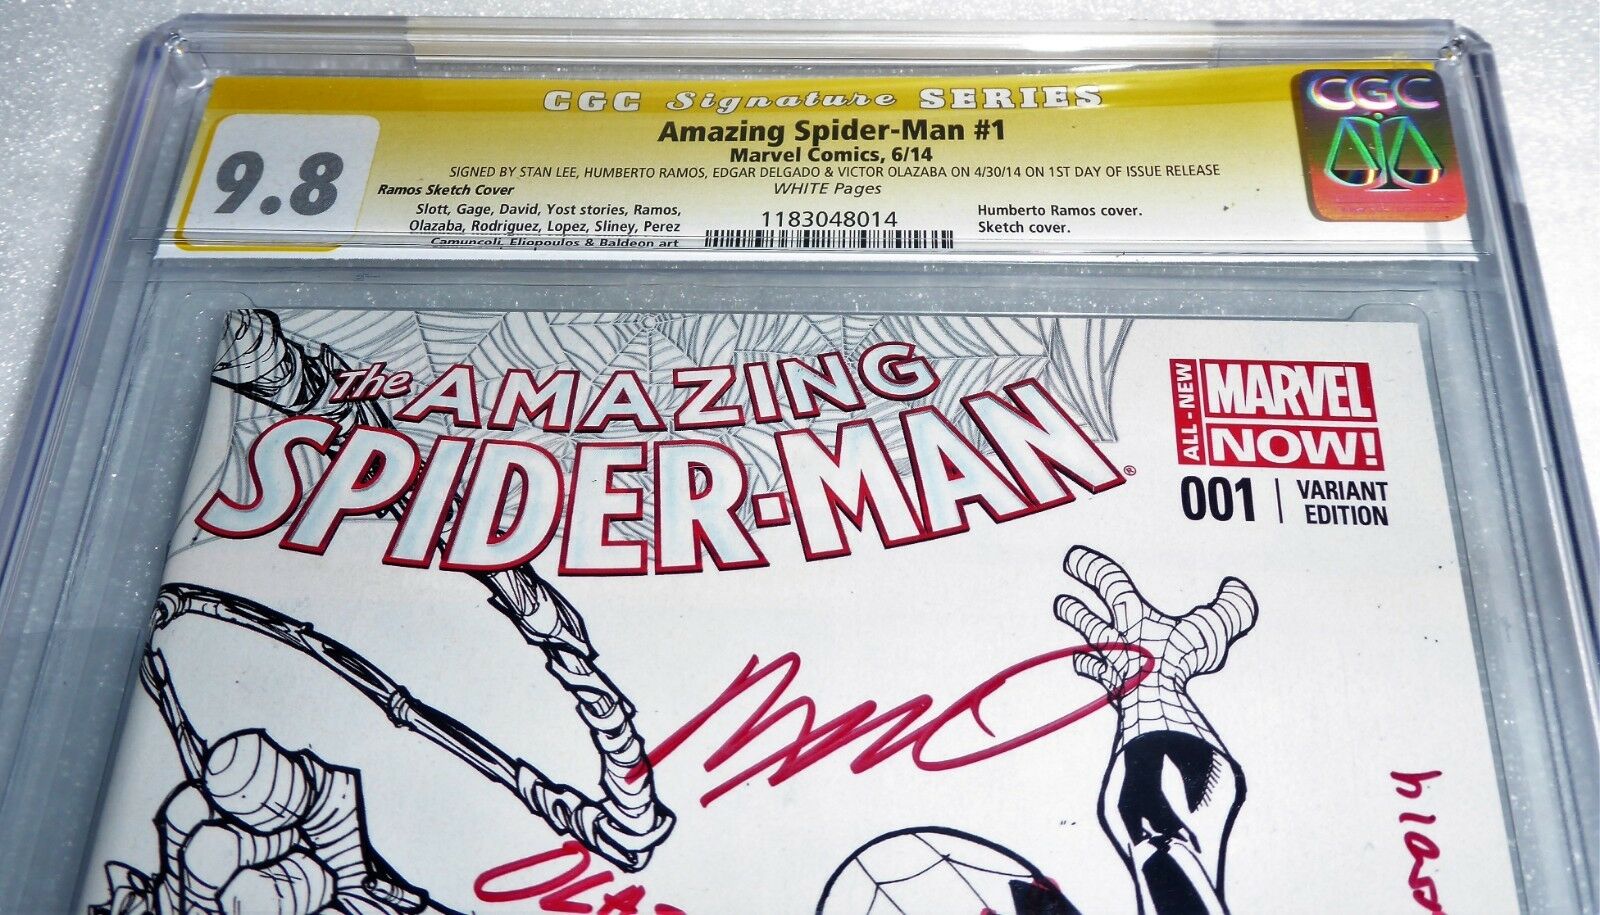 CGC Signature SERIES
CGC
Amazing Spider-Man #1
Marvel Comics, 6/14
9.8
SIGNED BY STAN LEE, HUMBERTO RAMOS, EDGAR DELGADO & VICTOR OLAZABA ON 4/30/14 ON 1ST DAY OF ISSUE RELEASE
Ramos Sketch Cover
WHITE Pages
Slott, Gage, David, Yost stories, Ramos,
Olazaba, Rodriguez, Lopez, Sliney, Perez
Camuncoli, Eliopoulos & Baldeon art
1183048014
Humberto Ramos cover.
Sketch cover.
The AMAZING
SPIDER-MAN®
ALL-NEW
MARVEL
NOW!
001
VARIANT
EDITION